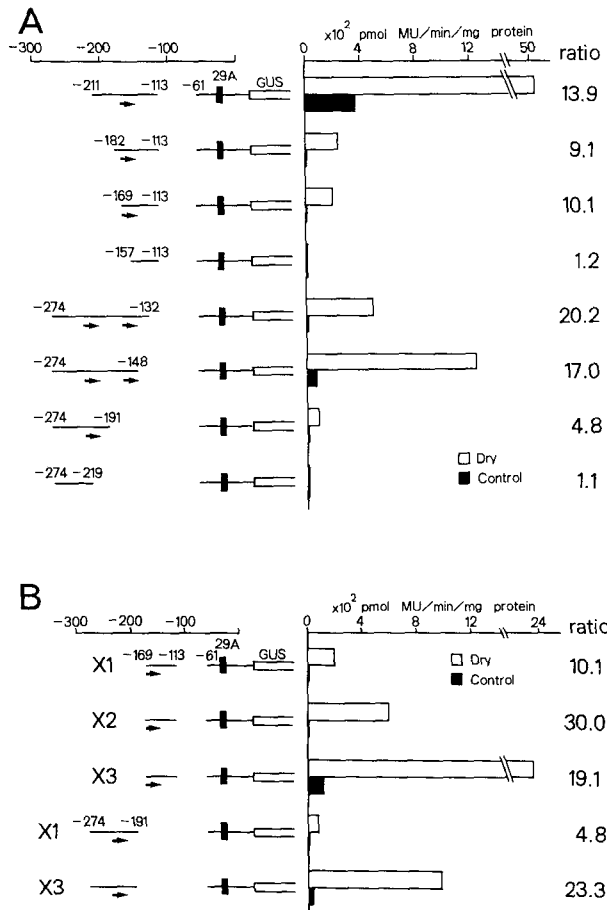 A
×10² pmol MU/min/mg protein
ratio
-300 -200 -100
0 4 8 12 50
29A
-211 -113 -61 GUS
13.9
-182 -113
9.1
-169 -113
10.1
-157 -113
1.2
-274 -132
20.2
-274 -148
17.0
-274 -191
4.8
Dry
Control
-274 -219
1.1
B
×10² pmol MU/min/mg protein
ratio
-300 -200 -100
0 4 12 24
29A
X1 -169 -113 -61 GUS
10.1
Dry
Control
X2
30.0
X3
19.1
X1 -274 -191
4.8
X3
23.3